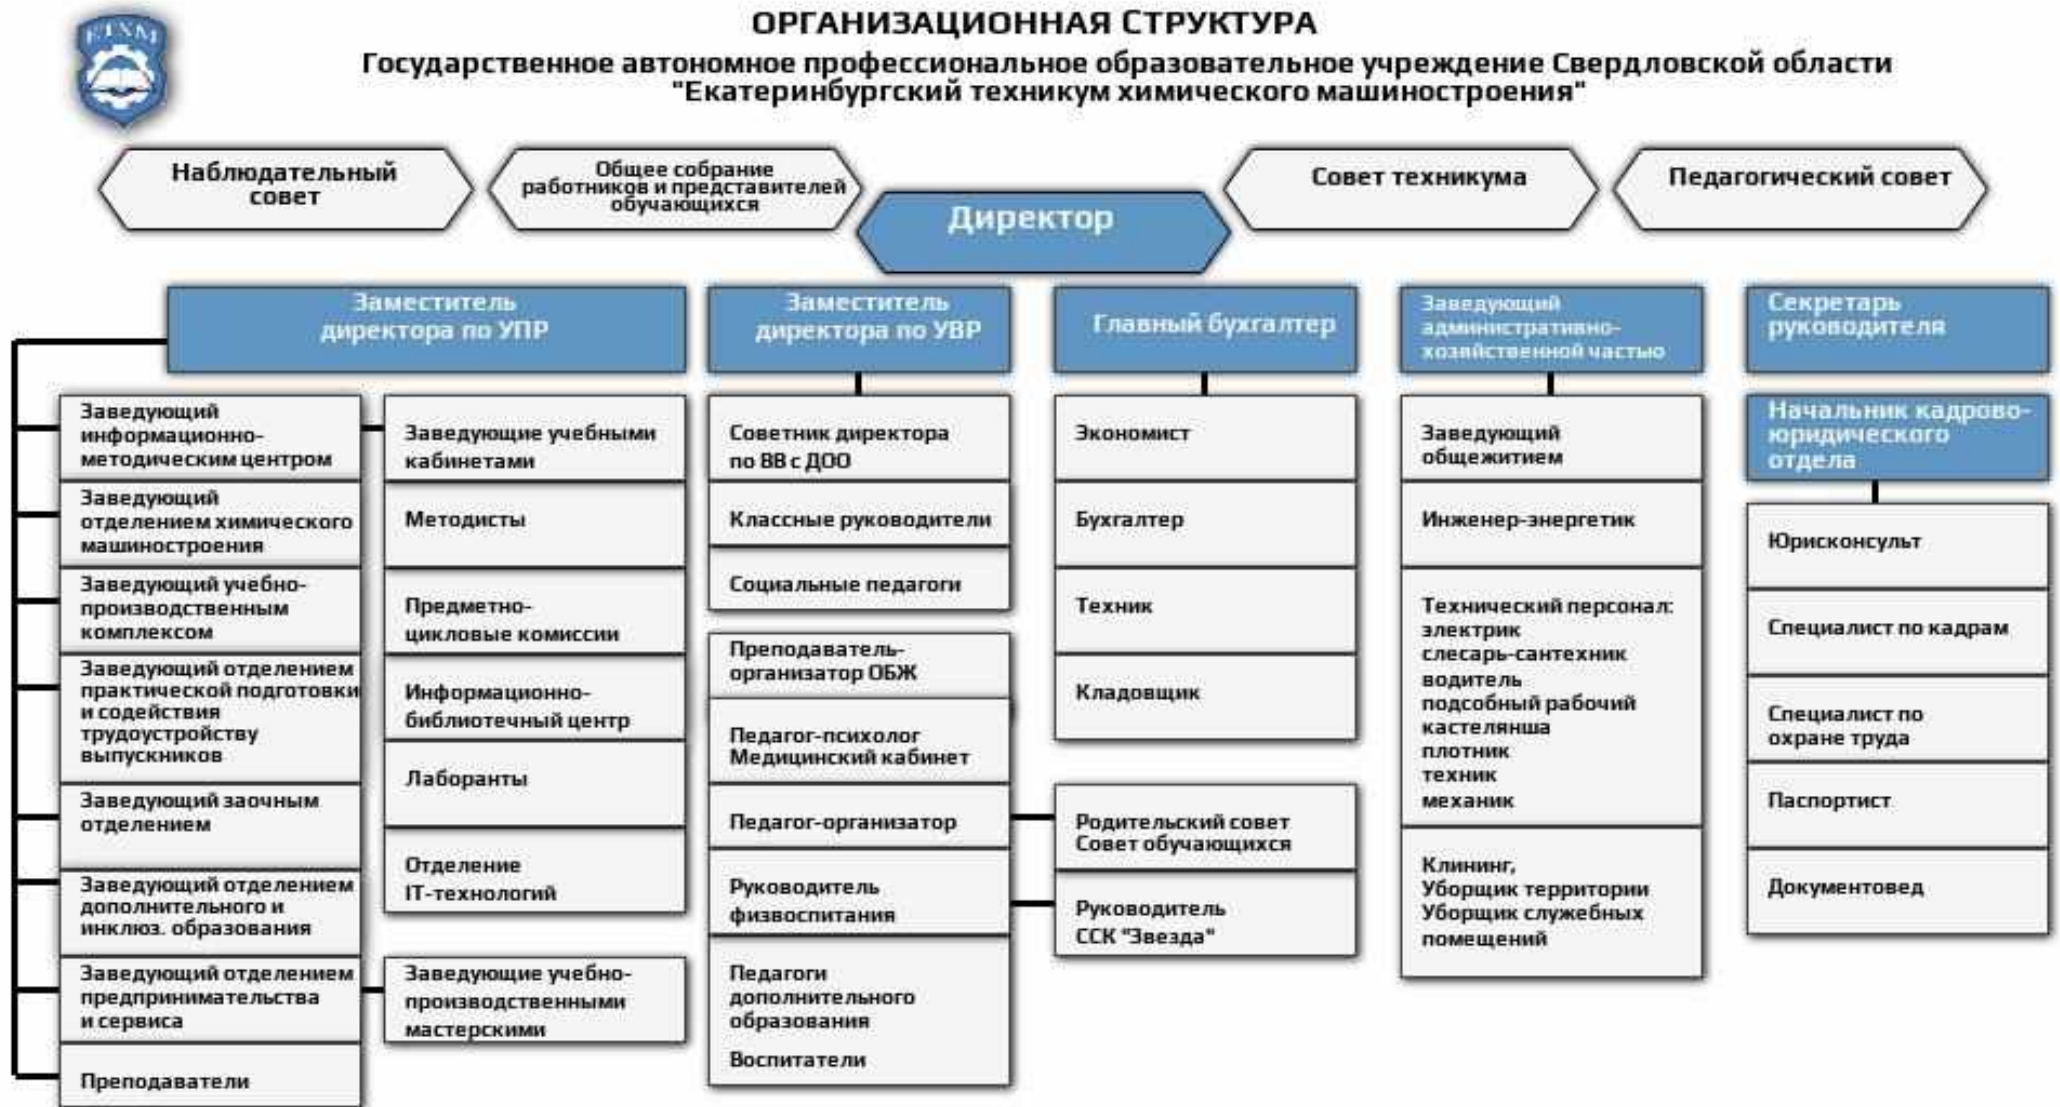 ЕТХМ
ОРГАНИЗАЦИОННАЯ СТРУКТУРА
Государственное автономное профессиональное образовательное учреждение Свердловской области
"Екатеринбургский техникум химического машиностроения"
Наблюдательный
совет
Общее собрание
работников и представителей
обучающихся
Директор
Совет техникума
Педагогический совет
Заместитель
директора по УПР
Заведующий
информационно-
методическим центром
Заведующий
отделением химического
машиностроения
Заведующий учебно-
производственным
комплексом
Заведующий отделением
практической подготовки
и содействия
трудоустройству
выпускников
Заведующий заочным
отделением
Заведующий отделением
дополнительного и
инклюз. образования
Заведующий отделением
предпринимательства
и сервиса
Преподаватели
Заведующие учебными
кабинетами
Методисты
Предметно-
цикловые комиссии
Информационно-
библиотечный центр
Лаборанты
Отделение
IT-технологий
Заведующие учебно-
производственными
мастерскими
Заместитель
директора по УВР
Советник директора
по ВВ с ДОО
Классные руководители
Социальные педагоги
Преподаватель-
организатор ОБЖ
Педагог-психолог
Медицинский кабинет
Педагог-организатор
Руководитель
физвоспитания
Педагоги
дополнительного
образования
Воспитатели
Главный бухгалтер
Экономист
Бухгалтер
Техник
Кладовщик
Родительский совет
Совет обучающихся
Руководитель
ССК "Звезда"
Заведующий
административно-
хозяйственной частью
Заведующий
общежитием
Инженер-энергетик
Технический персонал:
электрик
слесарь-сантехник
водитель
подсобный рабочий
кастелянша
плотник
техник
механик
Клининг,
Уборщик территории
Уборщик служебных
помещений
Секретарь
руководителя
Начальник кадрово-
юридического
отдела
Юрисконсульт
Специалист по кадрам
Специалист по
охране труда
Паспортист
Документовед